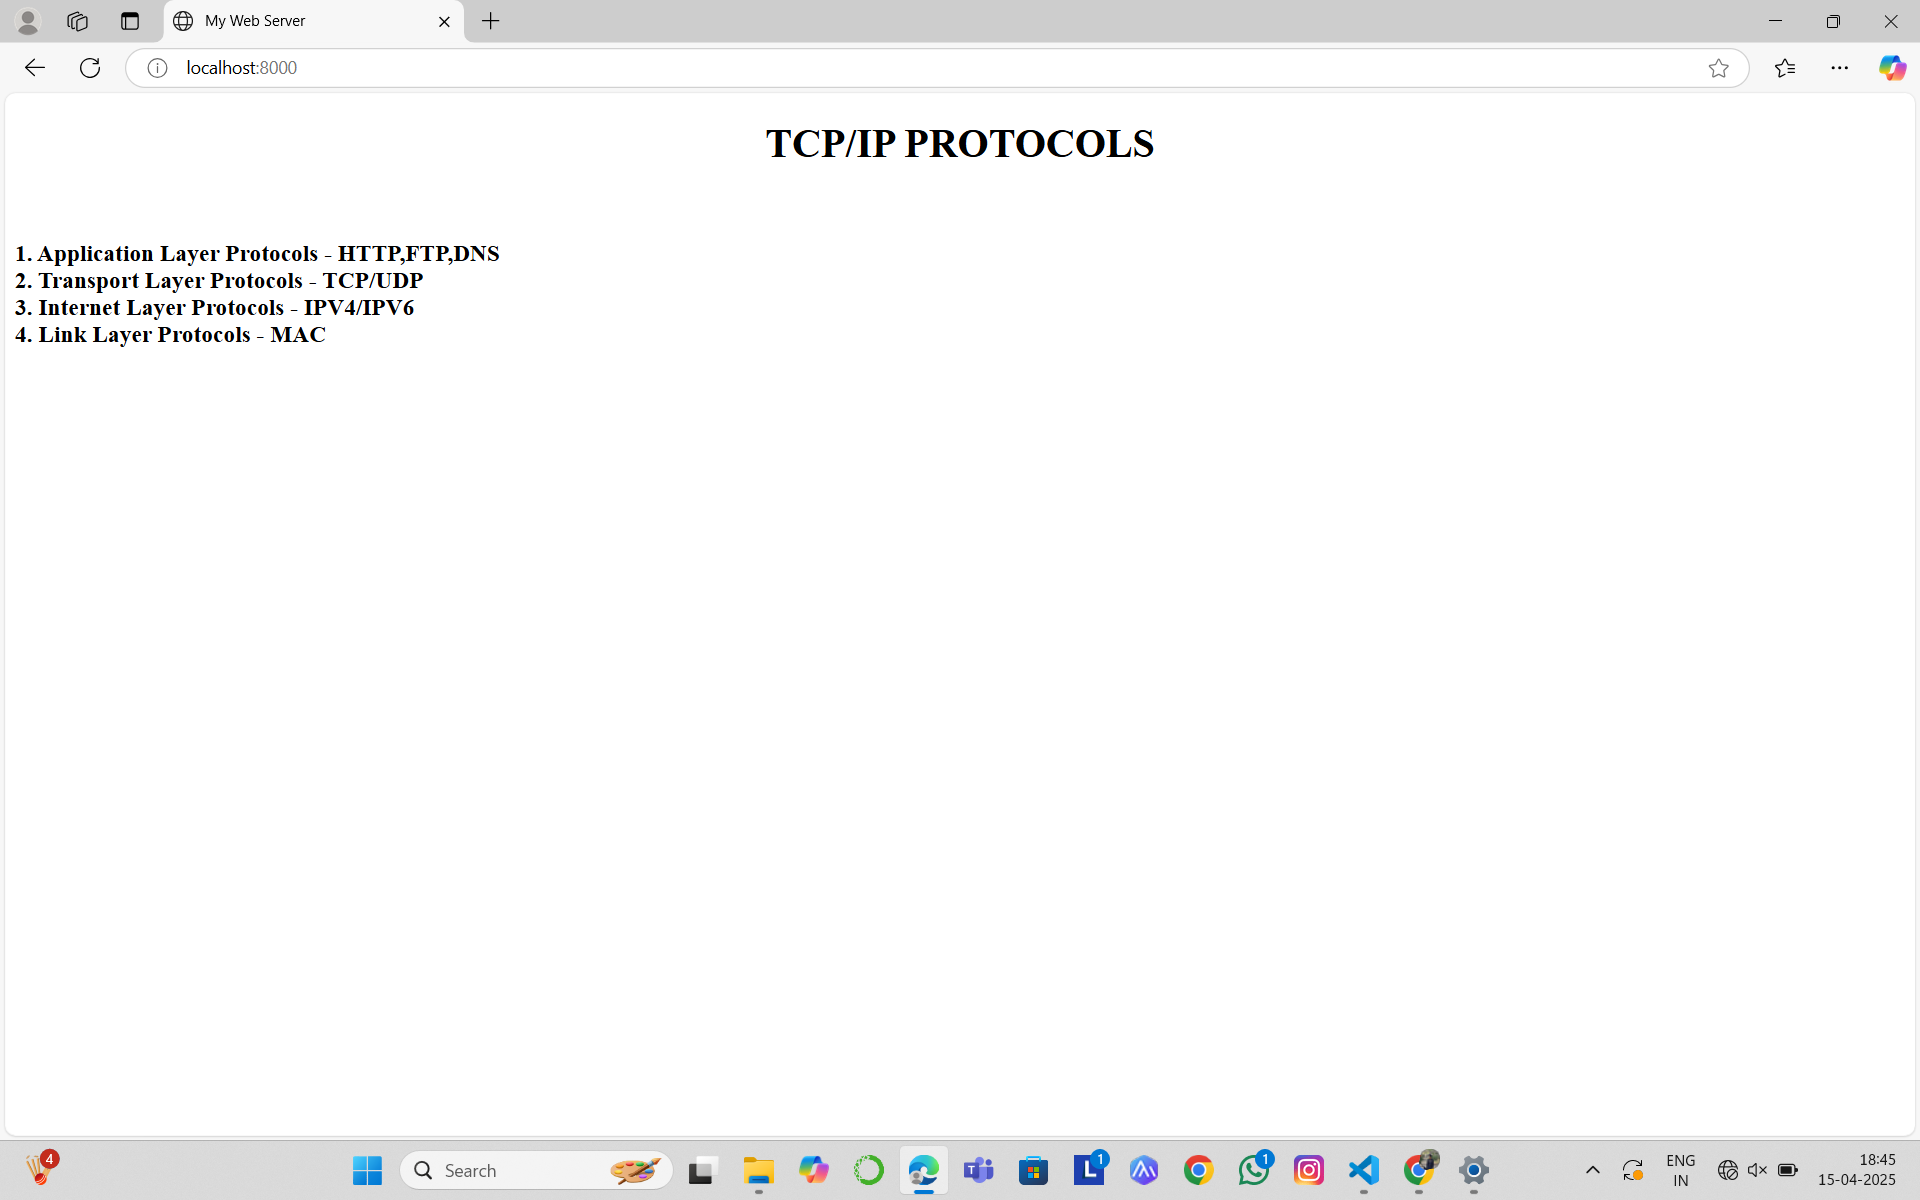 My Web Server
localhost:8000
TCP/IP PROTOCOLS
1. Application Layer Protocols - HTTP,FTP,DNS
2. Transport Layer Protocols - TCP/UDP
3. Internet Layer Protocols - IPV4/IPV6
4. Link Layer Protocols - MAC
4
Search
T
L
1
1
ENG
IN
18:45
15-04-2025